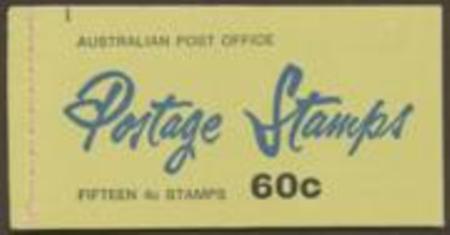 AUSTRALIAN POST OFFICE
Postage Stamps
FIFTEEN 4c STAMPS 60c